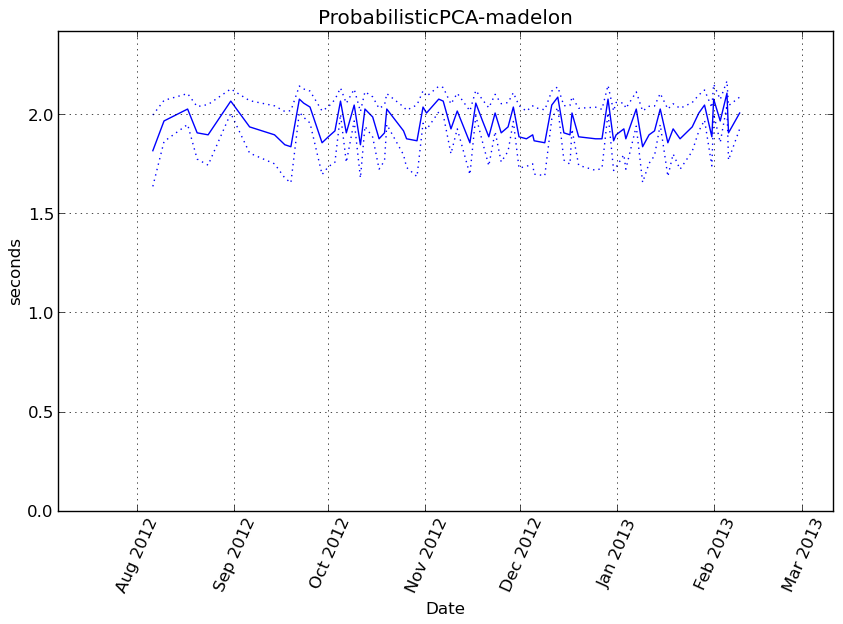 ProbabilisticPCA-madelon
2.0
1.5
1.0
0.5
0.0
seconds
Aug 2012
Sep 2012
Oct 2012
Nov 2012
Dec 2012
Jan 2013
Feb 2013
Mar 2013
Date